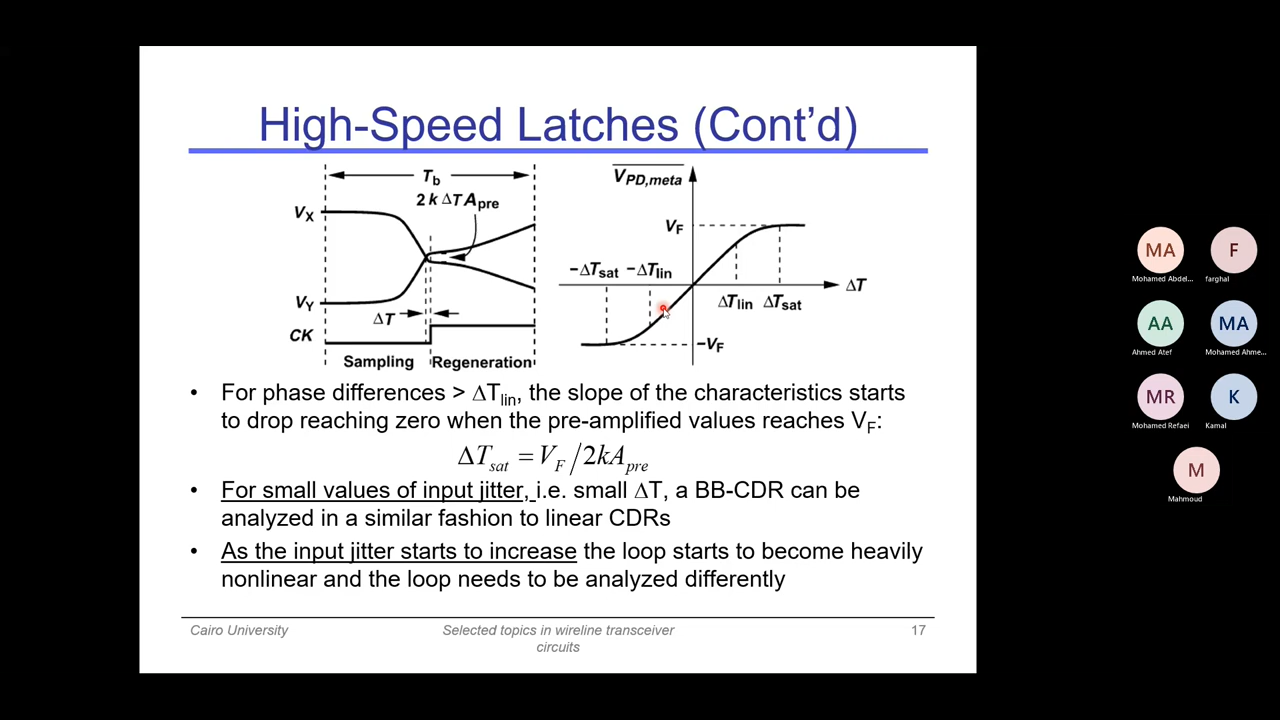 High-Speed Latches (Cont'd)
T_b
2 k ΔT A_pre
V_X
V_Y
ΔT
CK
Sampling
Regeneration
V_PD,meta
V_F
−ΔT_sat −ΔT_lin
ΔT
ΔT_lin ΔT_sat
−V_F
• For phase differences > ΔT_lin, the slope of the characteristics starts
to drop reaching zero when the pre-amplified values reaches V_F:
ΔT_sat = V_F / 2kA_pre
• For small values of input jitter, i.e. small ΔT, a BB-CDR can be
analyzed in a similar fashion to linear CDRs
• As the input jitter starts to increase the loop starts to become heavily
nonlinear and the loop needs to be analyzed differently
Cairo University
Selected topics in wireline transceiver
circuits
17
MA
F
Mohamed Abdel...
farghal
AA
MA
Ahmed Atef
Mohamed Ahme...
MR
K
Mohamed Refaei
Kamal
M
Mahmoud